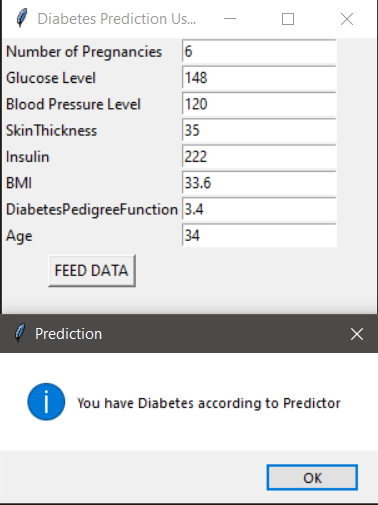 Diabetes Prediction Us...
Number of Pregnancies 6
Glucose Level 148
Blood Pressure Level 120
SkinThickness 35
Insulin 222
BMI 33.6
DiabetesPedigreeFunction 3.4
Age 34
FEED DATA
Prediction
You have Diabetes according to Predictor
OK